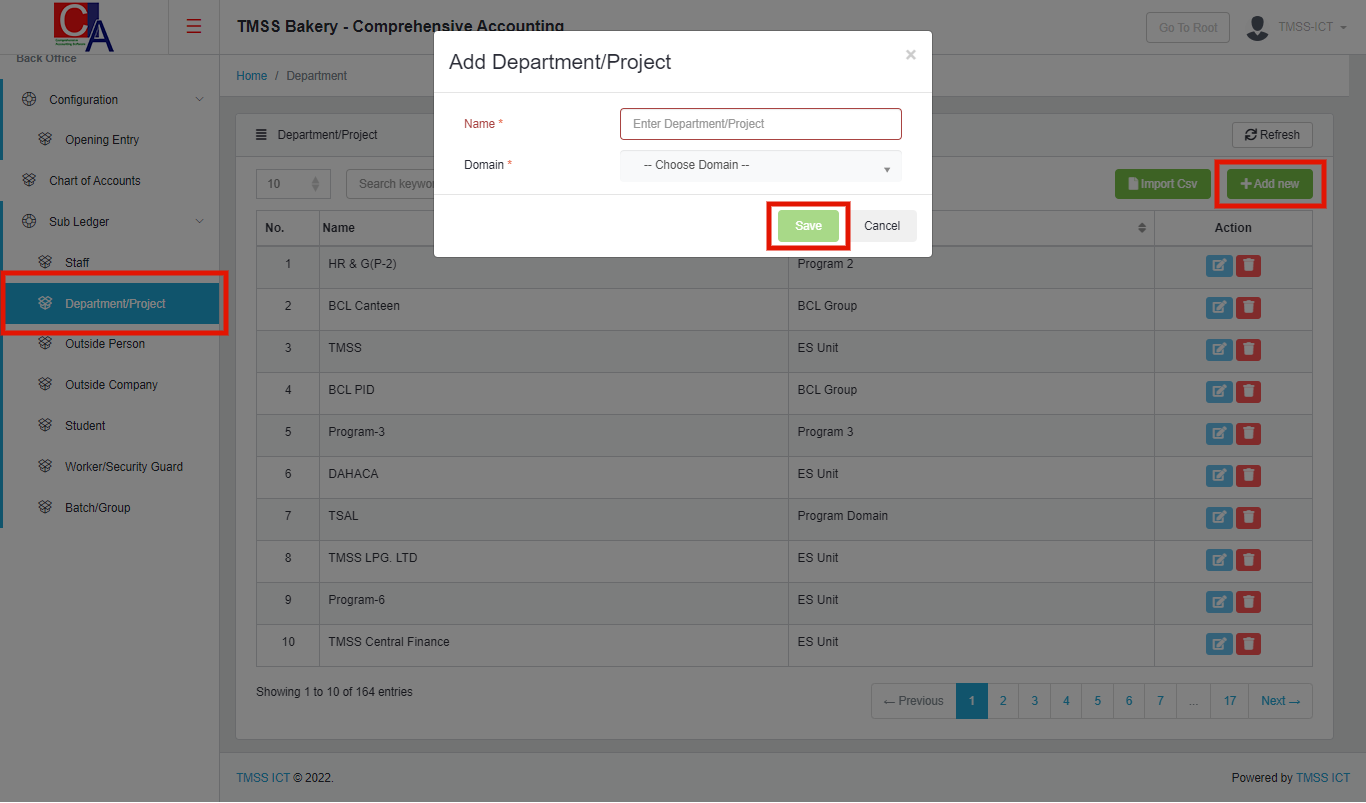 CA
Comprehensive
Accounting Software
TMSS Bakery - Comprehensive Accounting
Go To Root
TMSS-ICT
Back Office
Configuration
Opening Entry
Chart of Accounts
Sub Ledger
Staff
Department/Project
Outside Person
Outside Company
Student
Worker/Security Guard
Batch/Group
Home / Department
Department/Project
Refresh
10
Search keywor
Import Csv
Add new
Add Department/Project
×
Name *
Enter Department/Project
Domain *
-- Choose Domain --
Save
Cancel
No. Name Action
1 HR & G(P-2) Program 2
2 BCL Canteen BCL Group
3 TMSS ES Unit
4 BCL PID BCL Group
5 Program-3 Program 3
6 DAHACA ES Unit
7 TSAL Program Domain
8 TMSS LPG. LTD ES Unit
9 Program-6 ES Unit
10 TMSS Central Finance ES Unit
Showing 1 to 10 of 164 entries
← Previous 1 2 3 4 5 6 7 ... 17 Next →
TMSS ICT © 2022.
Powered by TMSS ICT